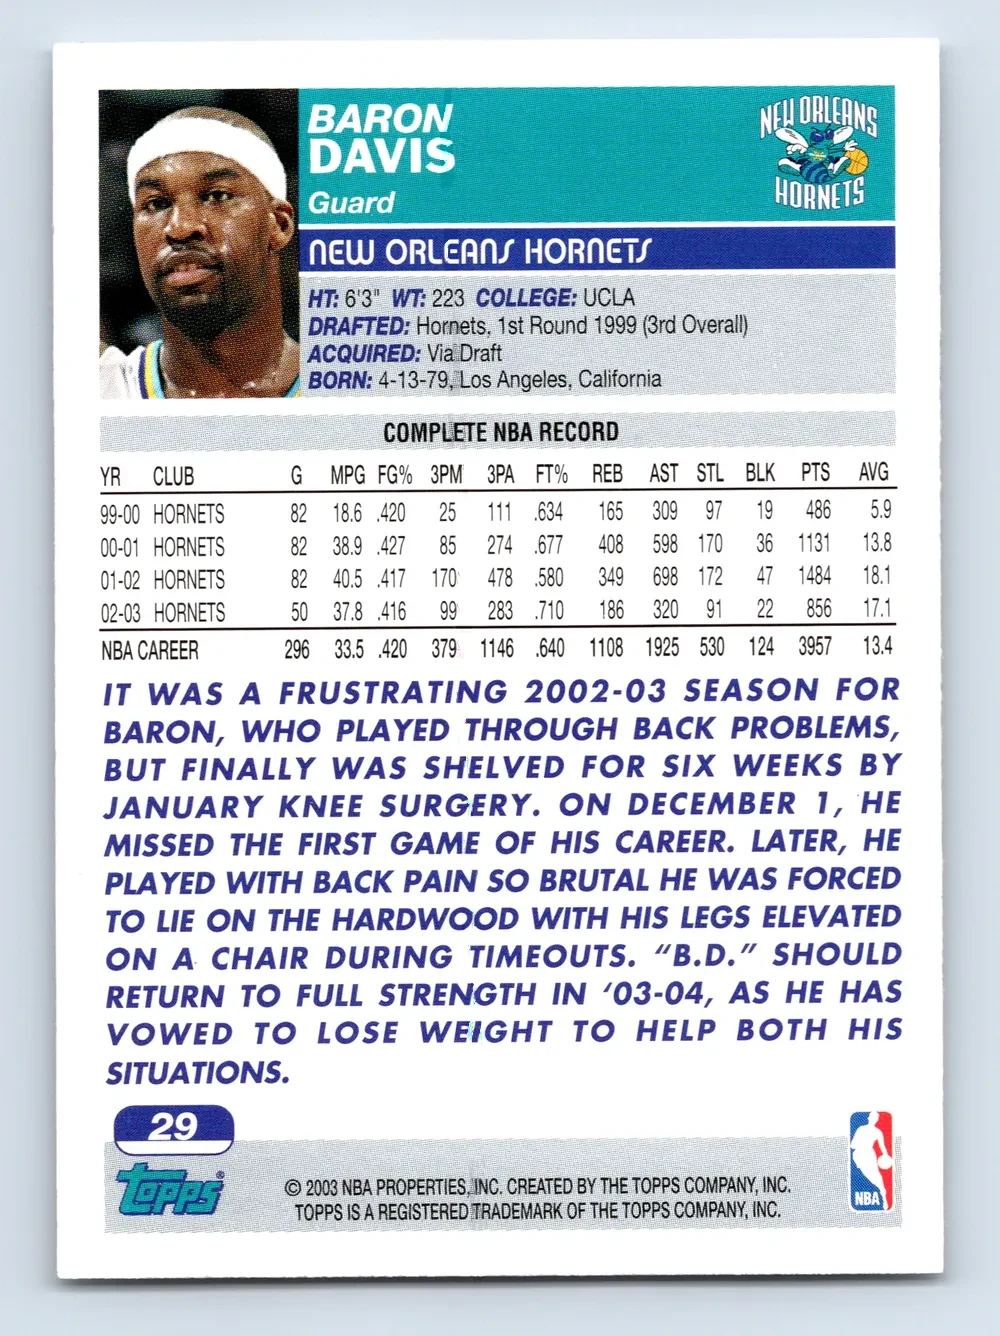 BARON
DAVIS
Guard
NEW ORLEANS
HORNETS
NEW ORLEANS HORNETS
HT: 6'3" WT: 223 COLLEGE: UCLA
DRAFTED: Hornets, 1st Round 1999 (3rd Overall)
ACQUIRED: Via Draft
BORN: 4-13-79, Los Angeles, California
COMPLETE NBA RECORD
YR CLUB G MPG FG% 3PM 3PA FT% REB AST STL BLK PTS AVG
99-00 HORNETS 82 18.6 .420 25 111 .634 165 309 97 19 486 5.9
00-01 HORNETS 82 38.9 .427 85 274 .677 408 598 170 36 1131 13.8
01-02 HORNETS 82 40.5 .417 170 478 .580 349 698 172 47 1484 18.1
02-03 HORNETS 50 37.8 .416 99 283 .710 186 320 91 22 856 17.1
NBA CAREER 296 33.5 .420 379 1146 .640 1108 1925 530 124 3957 13.4
IT WAS A FRUSTRATING 2002-03 SEASON FOR
BARON, WHO PLAYED THROUGH BACK PROBLEMS,
BUT FINALLY WAS SHELVED FOR SIX WEEKS BY
JANUARY KNEE SURGERY. ON DECEMBER 1, HE
MISSED THE FIRST GAME OF HIS CAREER. LATER, HE
PLAYED WITH BACK PAIN SO BRUTAL HE WAS FORCED
TO LIE ON THE HARDWOOD WITH HIS LEGS ELEVATED
ON A CHAIR DURING TIMEOUTS. "B.D." SHOULD
RETURN TO FULL STRENGTH IN '03-04, AS HE HAS
VOWED TO LOSE WEIGHT TO HELP BOTH HIS
SITUATIONS.
29
Topps®
© 2003 NBA PROPERTIES, INC. CREATED BY THE TOPPS COMPANY, INC.
TOPPS IS A REGISTERED TRADEMARK OF THE TOPPS COMPANY, INC.
NBA